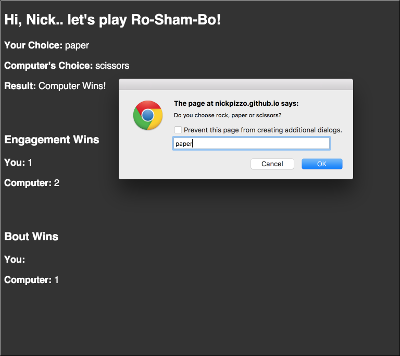 Hi, Nick.. let's play Ro-Sham-Bo!
Your Choice: paper
Computer's Choice: scissors
Result: Computer Wins!
The page at nickpizzo.github.io says:
Do you choose rock, paper or scissors?
Prevent this page from creating additional dialogs.
paper
Cancel
OK
Engagement Wins
You: 1
Computer: 2
Bout Wins
You:
Computer: 1